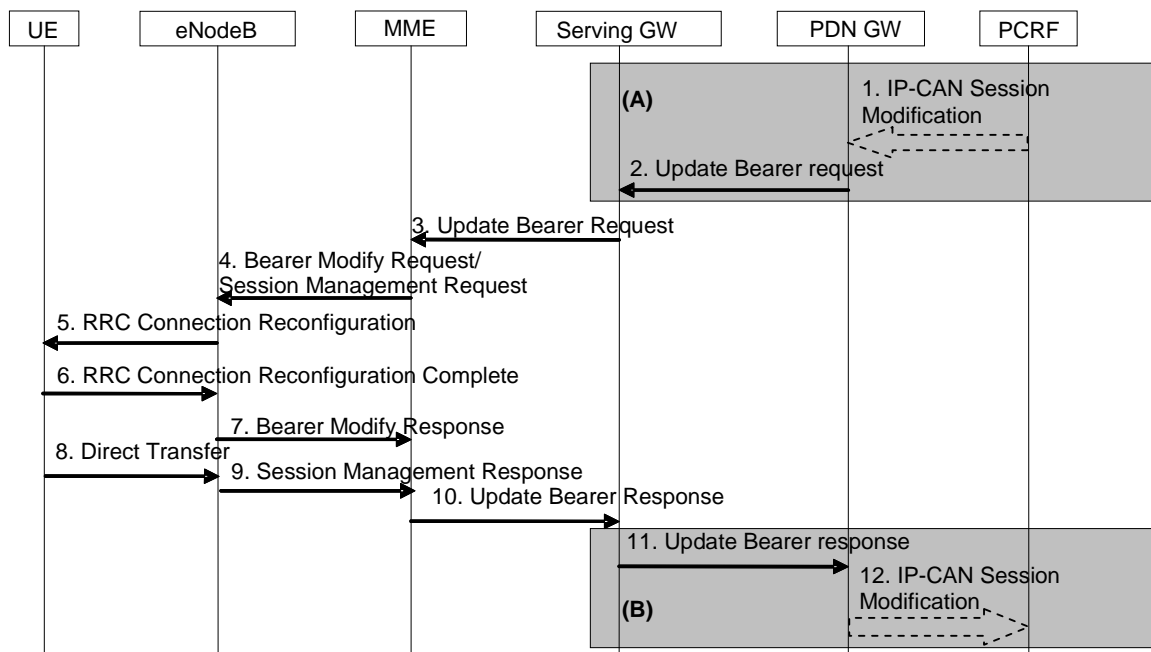 UE
eNodeB
MME
Serving GW
PDN GW
PCRF
(A)
1. IP-CAN Session
Modification
2. Update Bearer request
3. Update Bearer Request
4. Bearer Modify Request/
Session Management Request
5. RRC Connection Reconfiguration
6. RRC Connection Reconfiguration Complete
7. Bearer Modify Response
8. Direct Transfer
9. Session Management Response
10. Update Bearer Response
11. Update Bearer response
12. IP-CAN Session
Modification
(B)